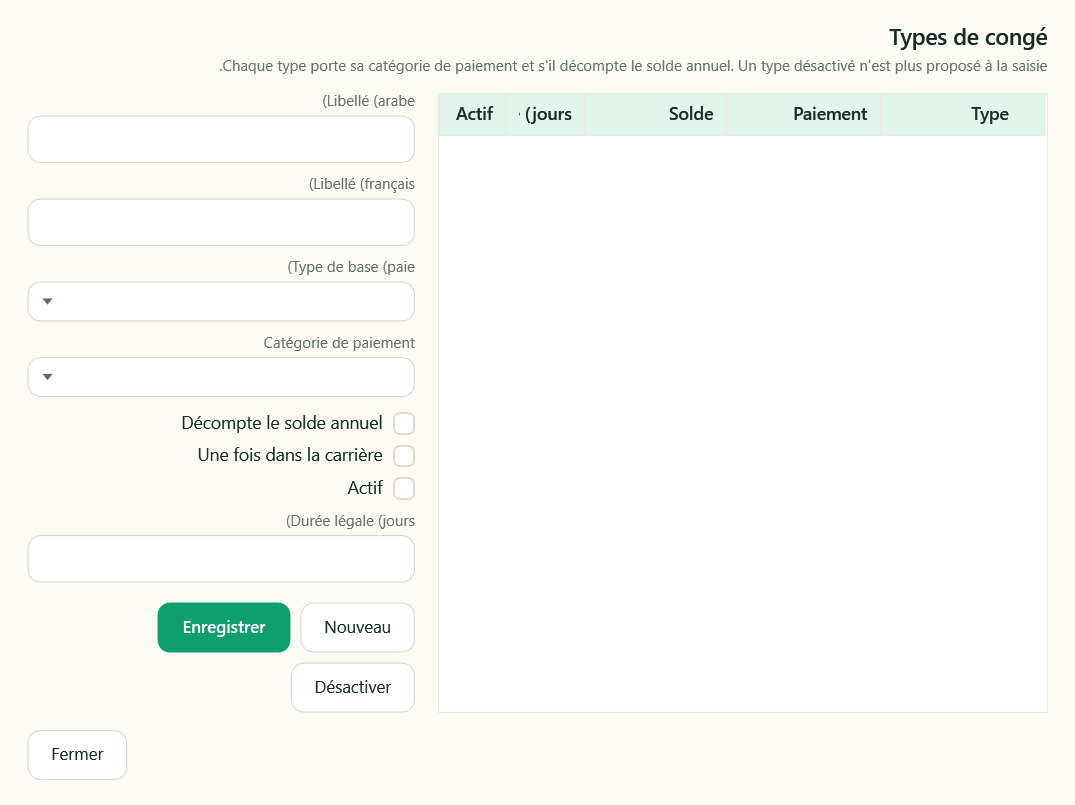 Types de congé
.Chaque type porte sa catégorie de paiement et s'il décompte le solde annuel. Un type désactivé n'est plus proposé à la saisie
Type
Paiement
Solde
(jours
Actif
(Libellé (arabe
(Libellé (français
(Type de base (paie
Catégorie de paiement
Décompte le solde annuel
Une fois dans la carrière
Actif
(Durée légale (jours
Nouveau
Enregistrer
Désactiver
Fermer